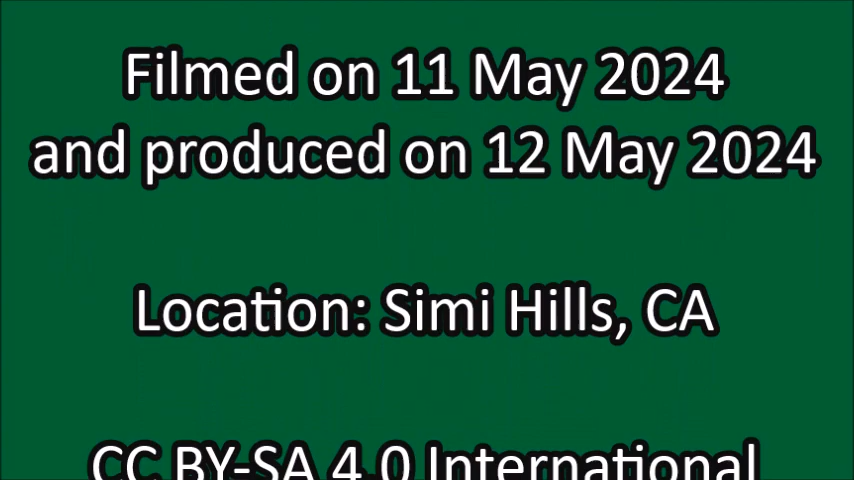 Filmed on 11 May 2024
and produced on 12 May 2024
Location: Simi Hills, CA
CC BY-SA 4.0 International